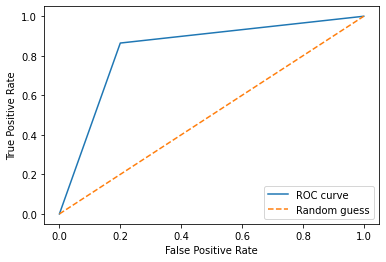 1.0
0.8
0.6
0.4
0.2
0.0
True Positive Rate
0.0 0.2 0.4 0.6 0.8 1.0
False Positive Rate
ROC curve
Random guess